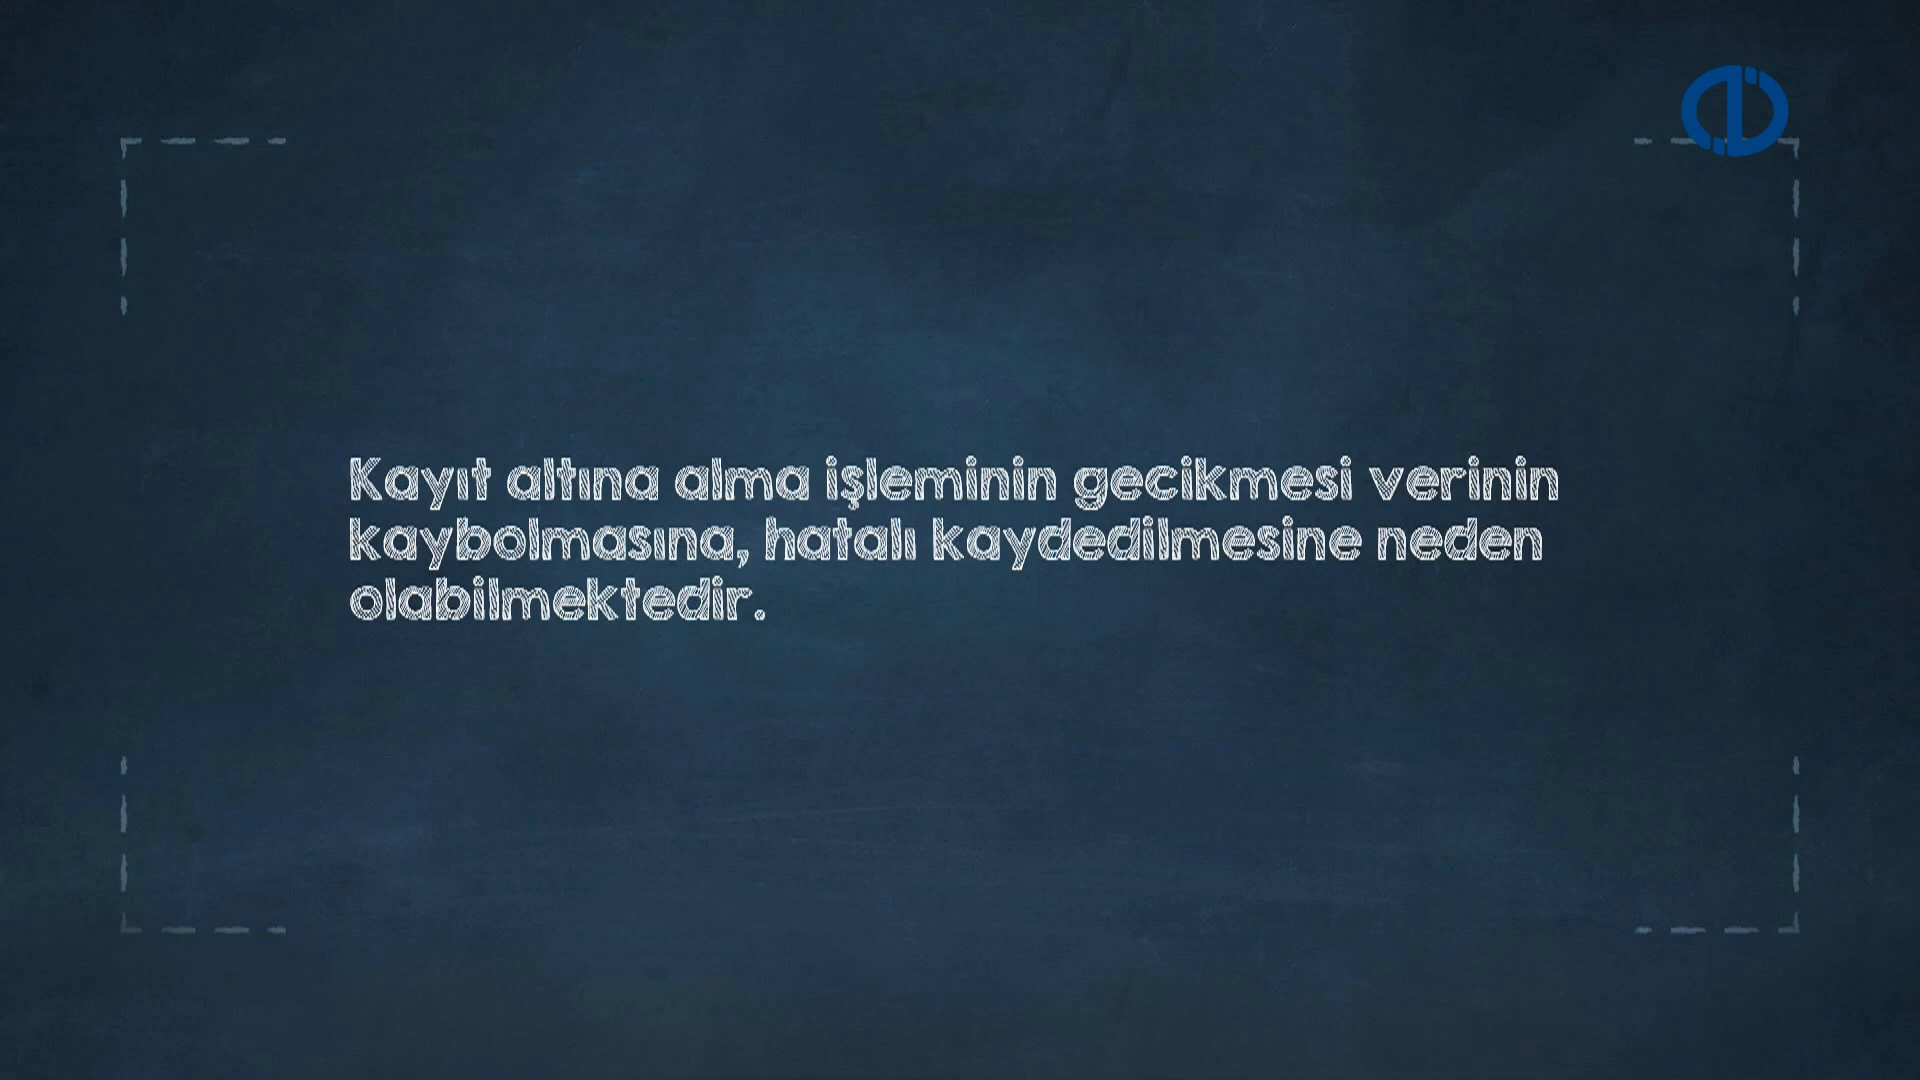 Kayıt altına alma işleminin gecikmesi verinin
kaybolmasına, hatalı kaydedilmesine neden
olabilmektedir.